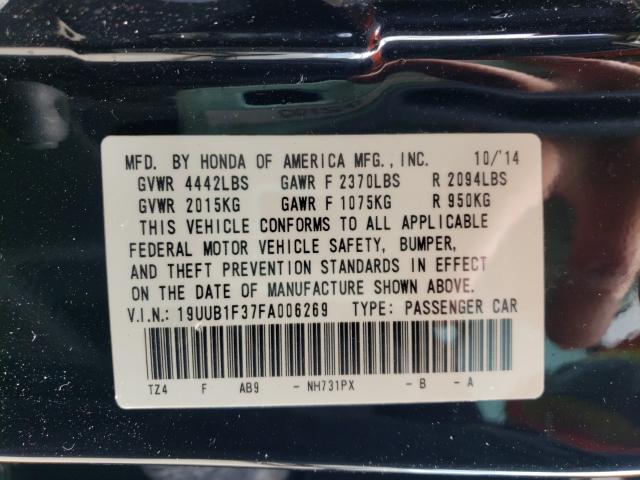 MFD. BY HONDA OF AMERICA MFG., INC. 10/'14
GVWR 4442LBS GAWR F 2370LBS R 2094LBS
GVWR 2015KG GAWR F 1075KG R 950KG
THIS VEHICLE CONFORMS TO ALL APPLICABLE
FEDERAL MOTOR VEHICLE SAFETY, BUMPER,
AND THEFT PREVENTION STANDARDS IN EFFECT
ON THE DATE OF MANUFACTURE SHOWN ABOVE.
V.I.N.: 19UUB1F37FA006269 TYPE: PASSENGER CAR
TZ4 F AB9 - NH731PX - B - A